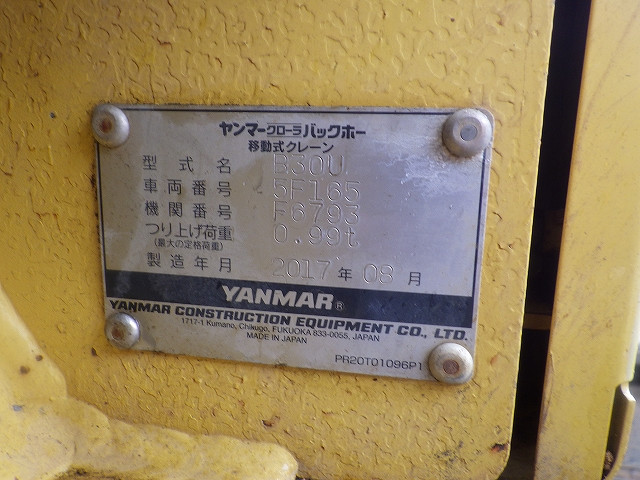 ヤンマークローラバックホー
移動式クレーン
型式名 B30U
車両番号 5F165
機関番号 F6793
つり上げ荷重 0.99t
(最大の定格荷重)
製造年月 2017年08月
YANMAR®
YANMAR CONSTRUCTION EQUIPMENT CO., LTD.
1717-1 Kumano, Chikugo, FUKUOKA 833-0055, JAPAN
MADE IN JAPAN
PR20T01096P1